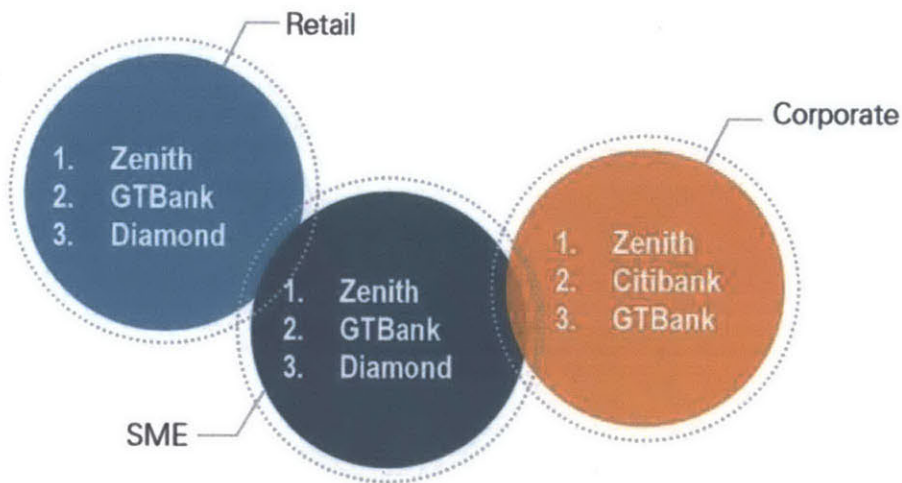 Retail
1. Zenith
2. GTBank
3. Diamond
SME
1. Zenith
2. GTBank
3. Diamond
Corporate
1. Zenith
2. Citibank
3. GTBank